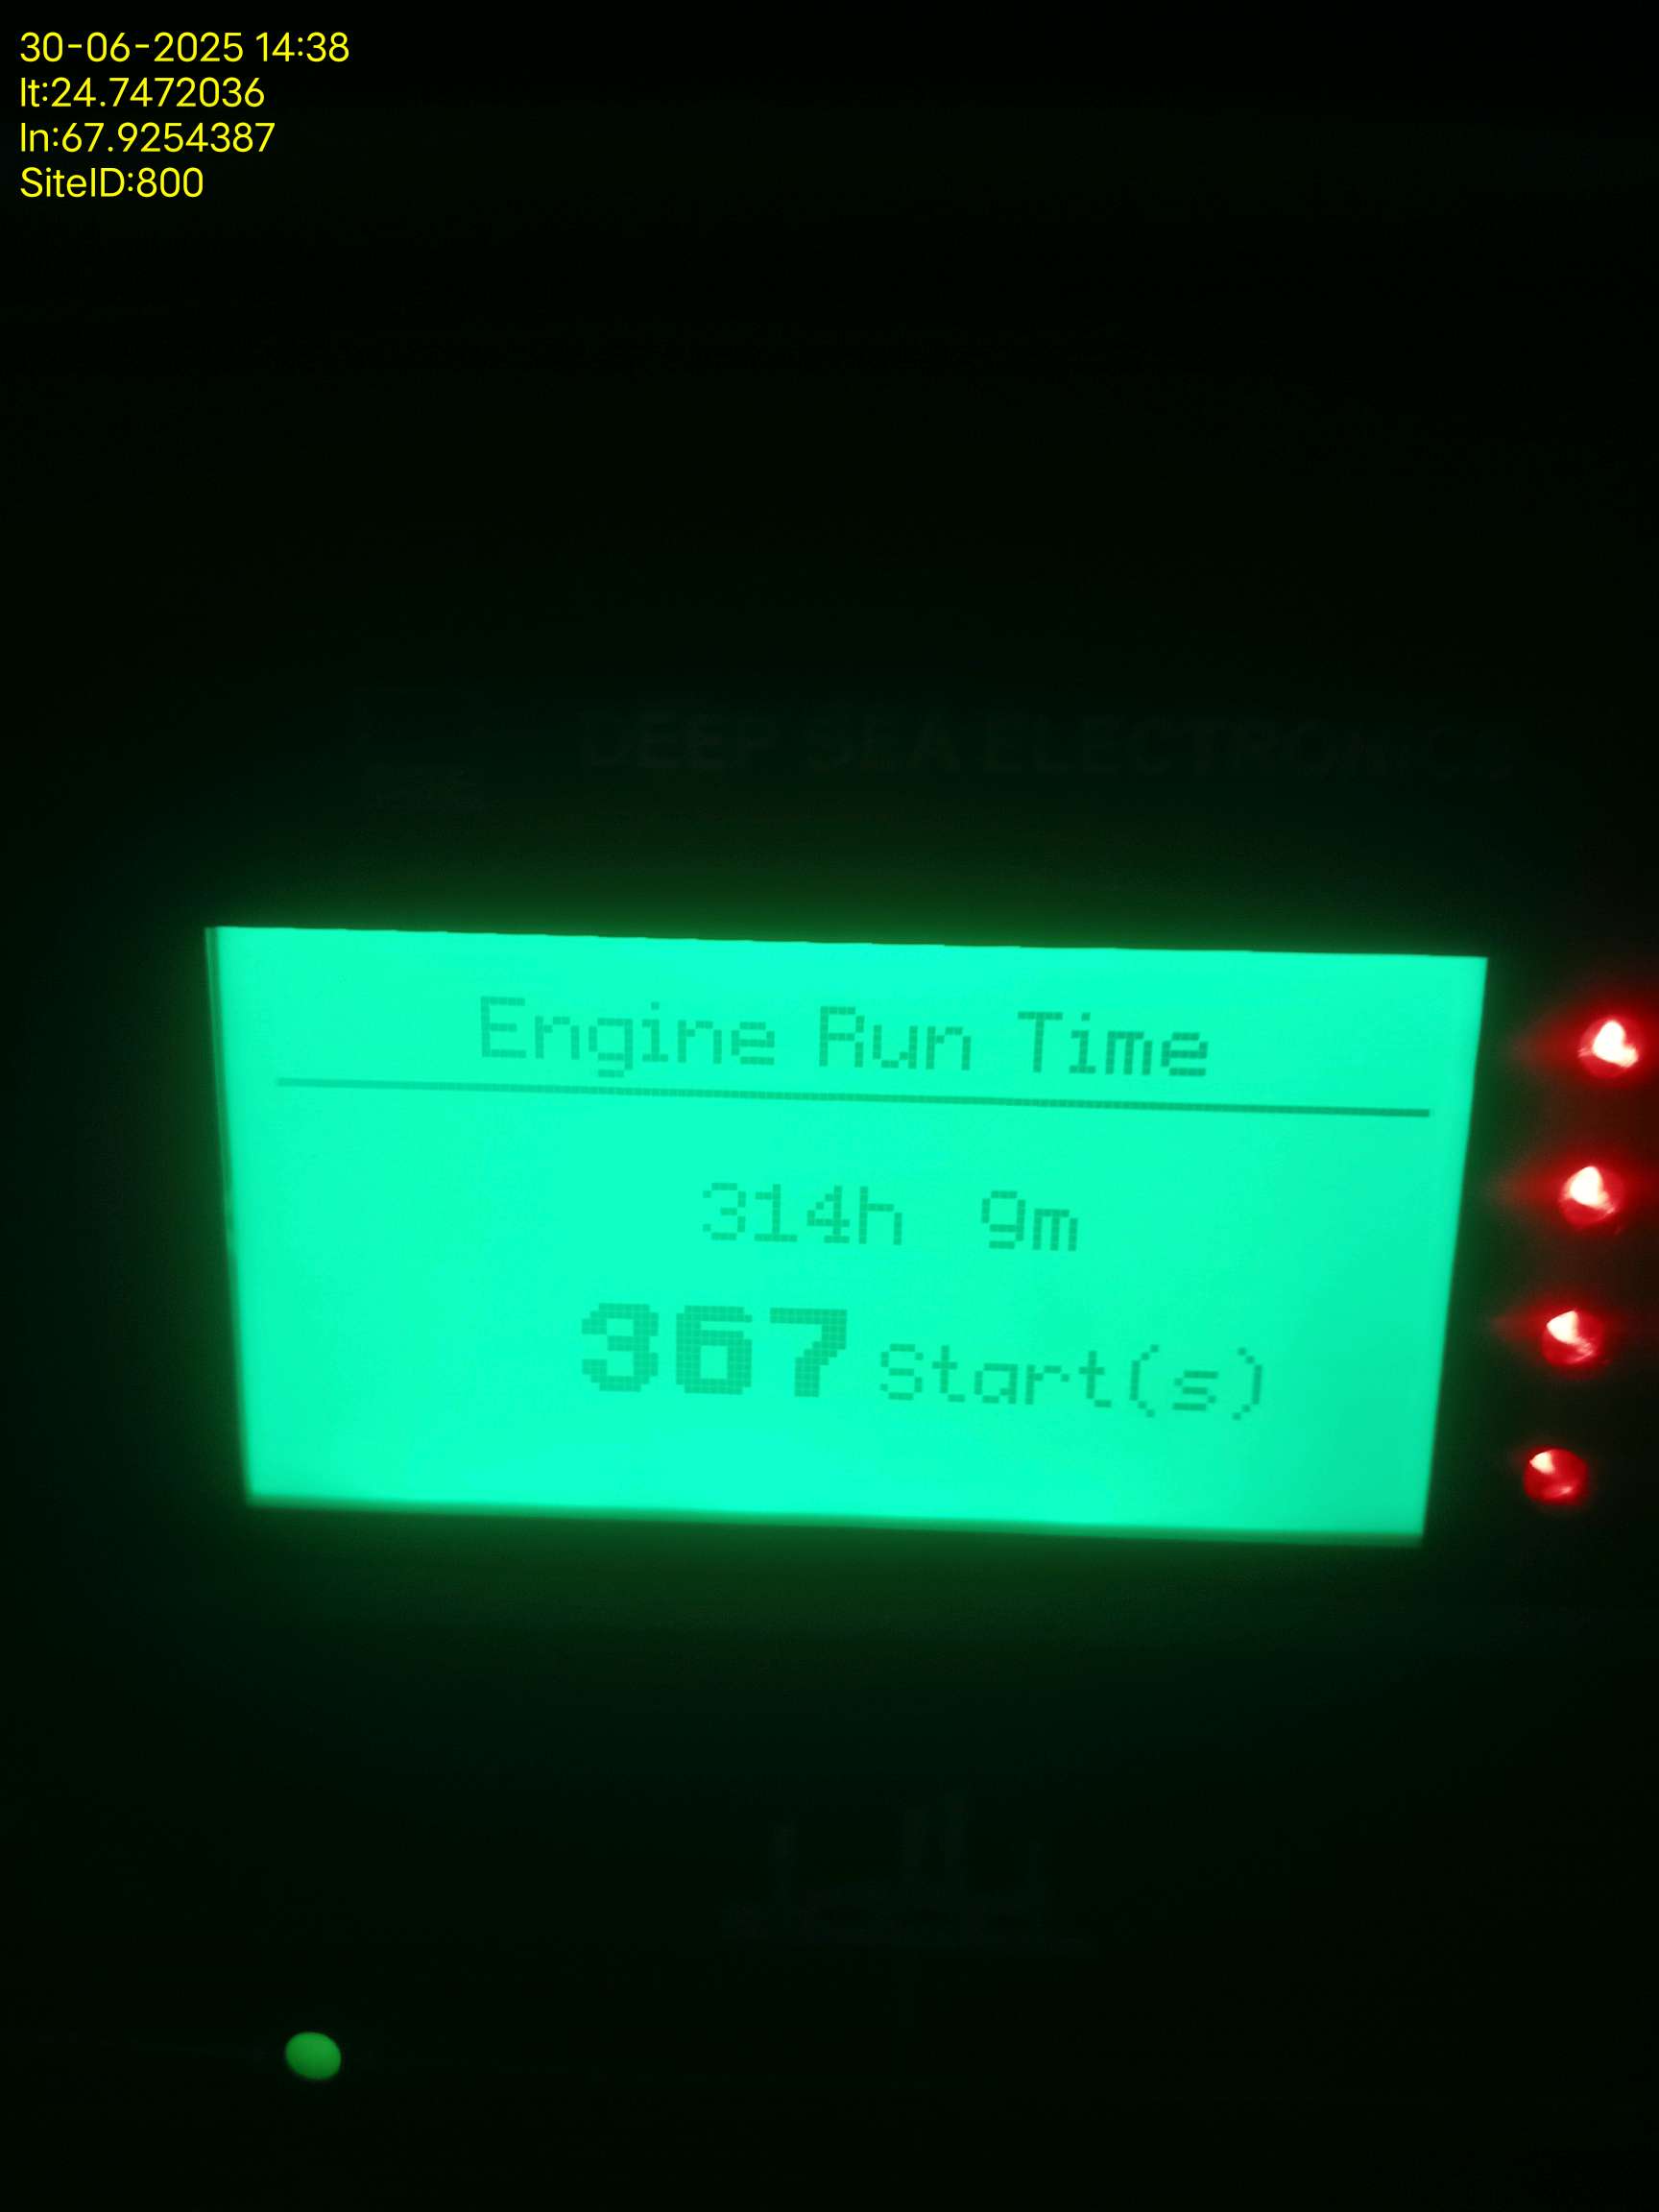 30-06-2025 14:38
lt:24.7472036
ln:67.9254387
SiteID:800
DEEP SEA ELECTRONICS
Engine Run Time
314h 9m
367 Start(s)